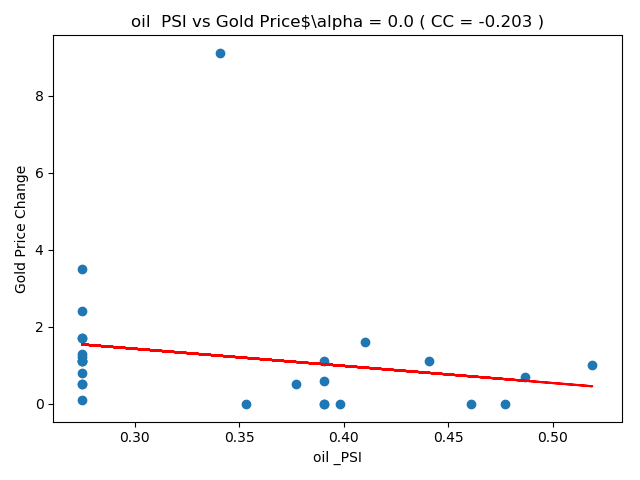 oil  PSI vs Gold Price$\alpha = 0.0 ( CC = -0.203 )
Gold Price Change
8
6
4
2
0
0.30 0.35 0.40 0.45 0.50
oil _PSI